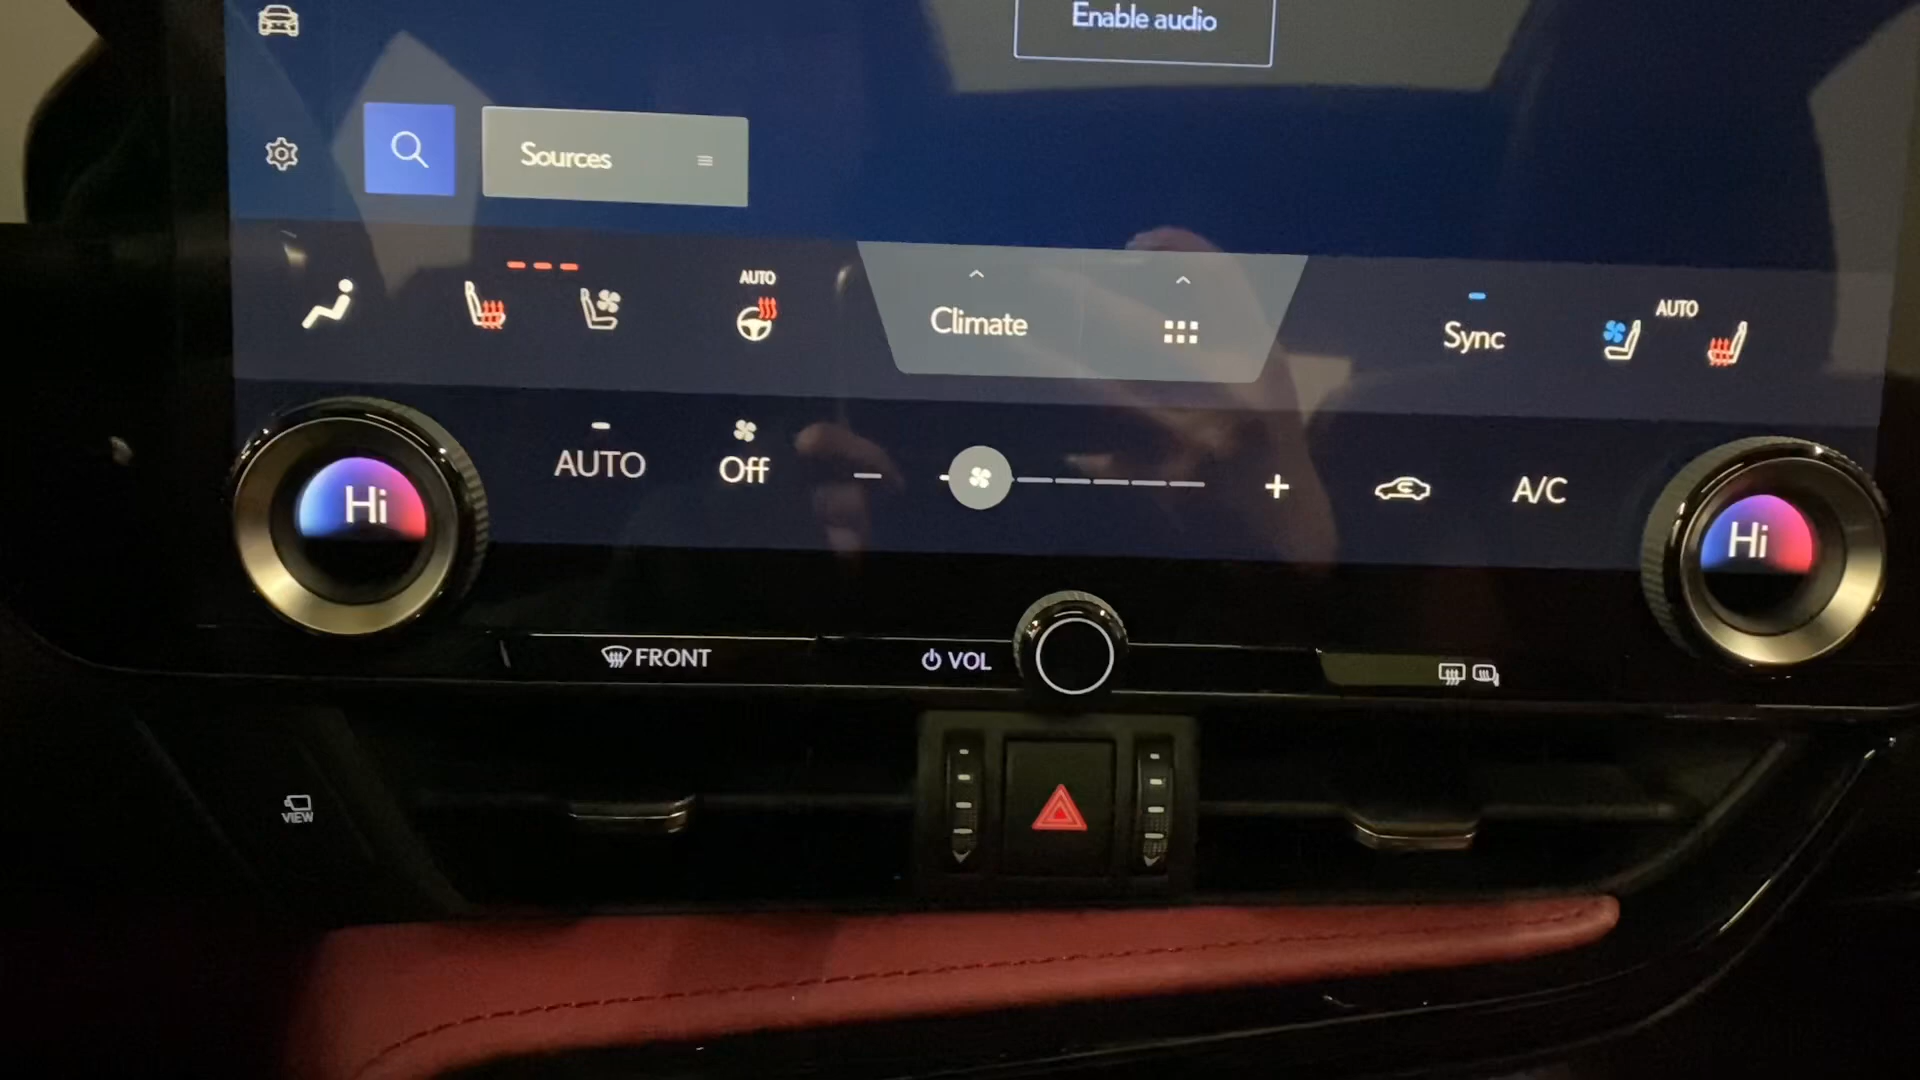 Enable audio
Sources
AUTO
Climate
Sync
AUTO
AUTO
Off
A/C
Hi
Hi
FRONT
VOL
VIEW